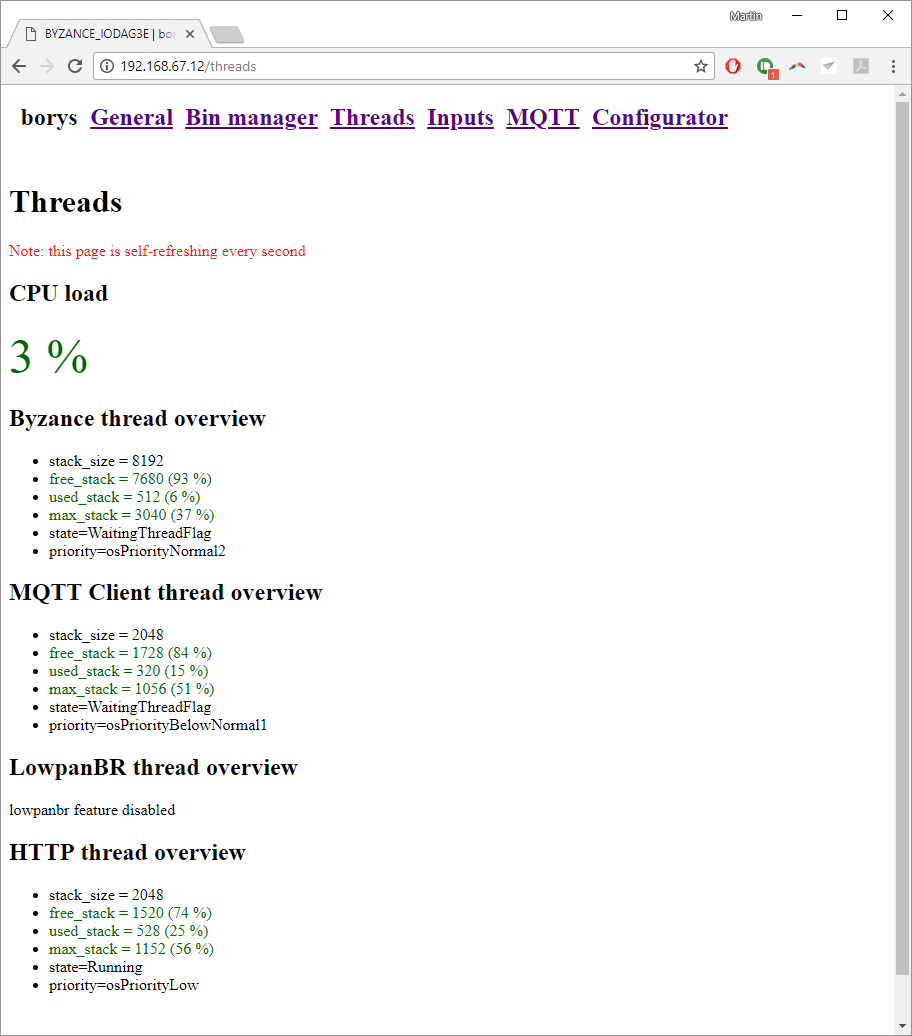 Martin
BYZANCE_IODAG3E | bor
192.168.67.12/threads
1
borys General Bin manager Threads Inputs MQTT Configurator
Threads
Note: this page is self-refreshing every second
CPU load
3 %
Byzance thread overview
stack_size = 8192
free_stack = 7680 (93 %)
used_stack = 512 (6 %)
max_stack = 3040 (37 %)
state=WaitingThreadFlag
priority=osPriorityNormal2
MQTT Client thread overview
stack_size = 2048
free_stack = 1728 (84 %)
used_stack = 320 (15 %)
max_stack = 1056 (51 %)
state=WaitingThreadFlag
priority=osPriorityBelowNormal1
LowpanBR thread overview
lowpanbr feature disabled
HTTP thread overview
stack_size = 2048
free_stack = 1520 (74 %)
used_stack = 528 (25 %)
max_stack = 1152 (56 %)
state=Running
priority=osPriorityLow